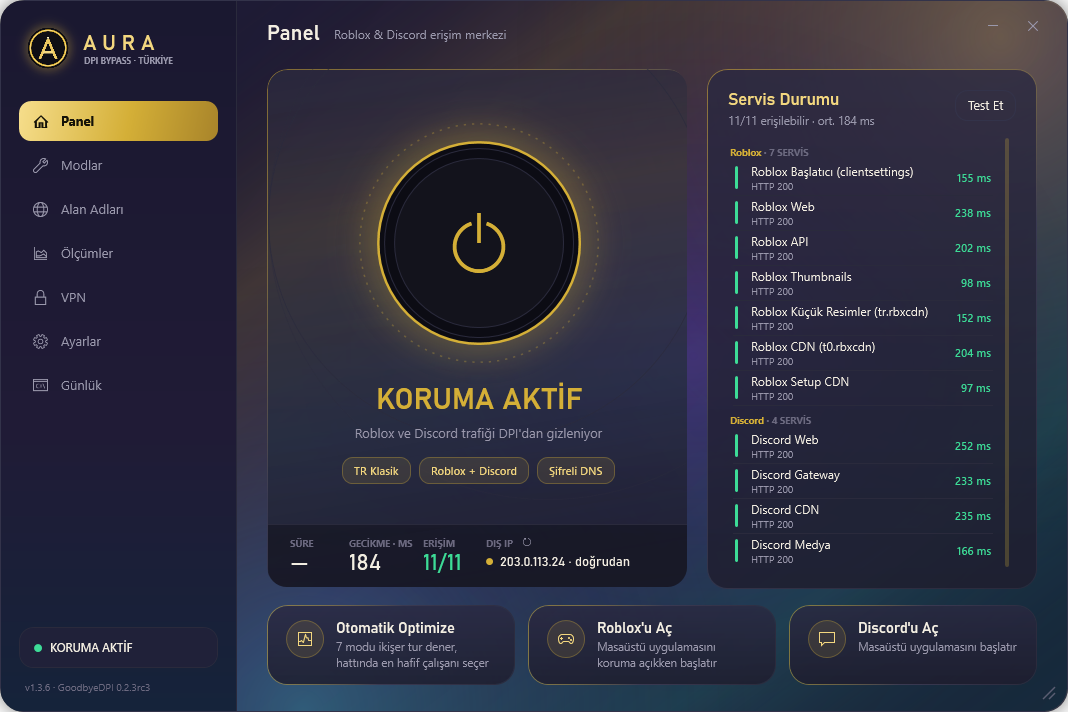 AURA
DPI BYPASS · TÜRKİYE
Panel
Modlar
Alan Adları
Ölçümler
VPN
Ayarlar
Günlük
KORUMA AKTİF
v1.3.6 · GoodbyeDPI 0.2.3rc3
Panel Roblox & Discord erişim merkezi
KORUMA AKTİF
Roblox ve Discord trafiği DPI'dan gizleniyor
TR Klasik Roblox + Discord Şifreli DNS
SÜRE GECİKME · MS ERİŞİM DIŞ IP
— 184 11/11 203.0.113.24 · doğrudan
Servis Durumu
Test Et
11/11 erişilebilir · ort. 184 ms
Roblox · 7 SERVİS
Roblox Başlatıcı (clientsettings)
HTTP 200
155 ms
Roblox Web
HTTP 200
238 ms
Roblox API
HTTP 200
202 ms
Roblox Thumbnails
HTTP 200
98 ms
Roblox Küçük Resimler (tr.rbxcdn)
HTTP 200
152 ms
Roblox CDN (t0.rbxcdn)
HTTP 200
204 ms
Roblox Setup CDN
HTTP 200
97 ms
Discord · 4 SERVİS
Discord Web
HTTP 200
252 ms
Discord Gateway
HTTP 200
233 ms
Discord CDN
HTTP 200
235 ms
Discord Medya
HTTP 200
166 ms
Otomatik Optimize
7 modu ikişer tur dener,
hattında en hafif çalışanı seçer
Roblox'u Aç
Masaüstü uygulamasını
koruma açıkken başlatır
Discord'u Aç
Masaüstü uygulamasını başlatır